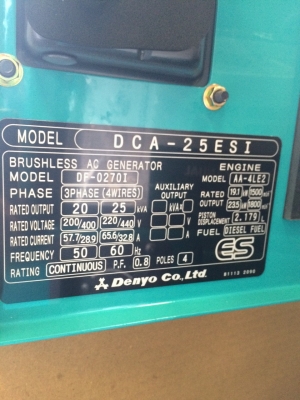 MODEL DCA-25ESI
BRUSHLESS AC GENERATOR ENGINE
MODEL DF-0270I MODEL AA-4LE2
PHASE 3PHASE (4WIRES) AUXILIARY OUTPUT RATED OUTPUT 19.1 kW 1500 min⁻¹
RATED OUTPUT 20 25 kVA kVA 23.5 kW 1800 min⁻¹
RATED VOLTAGE 200/400 220/440 V PISTON DISPLACEMENT 2.179
RATED CURRENT 57.7/28.9 65.6/32.8 A FUEL DIESEL FUEL
FREQUENCY 50 60 Hz ES
RATING CONTINUOUS P.F. 0.8 POLES 4
Denyo Co., Ltd.